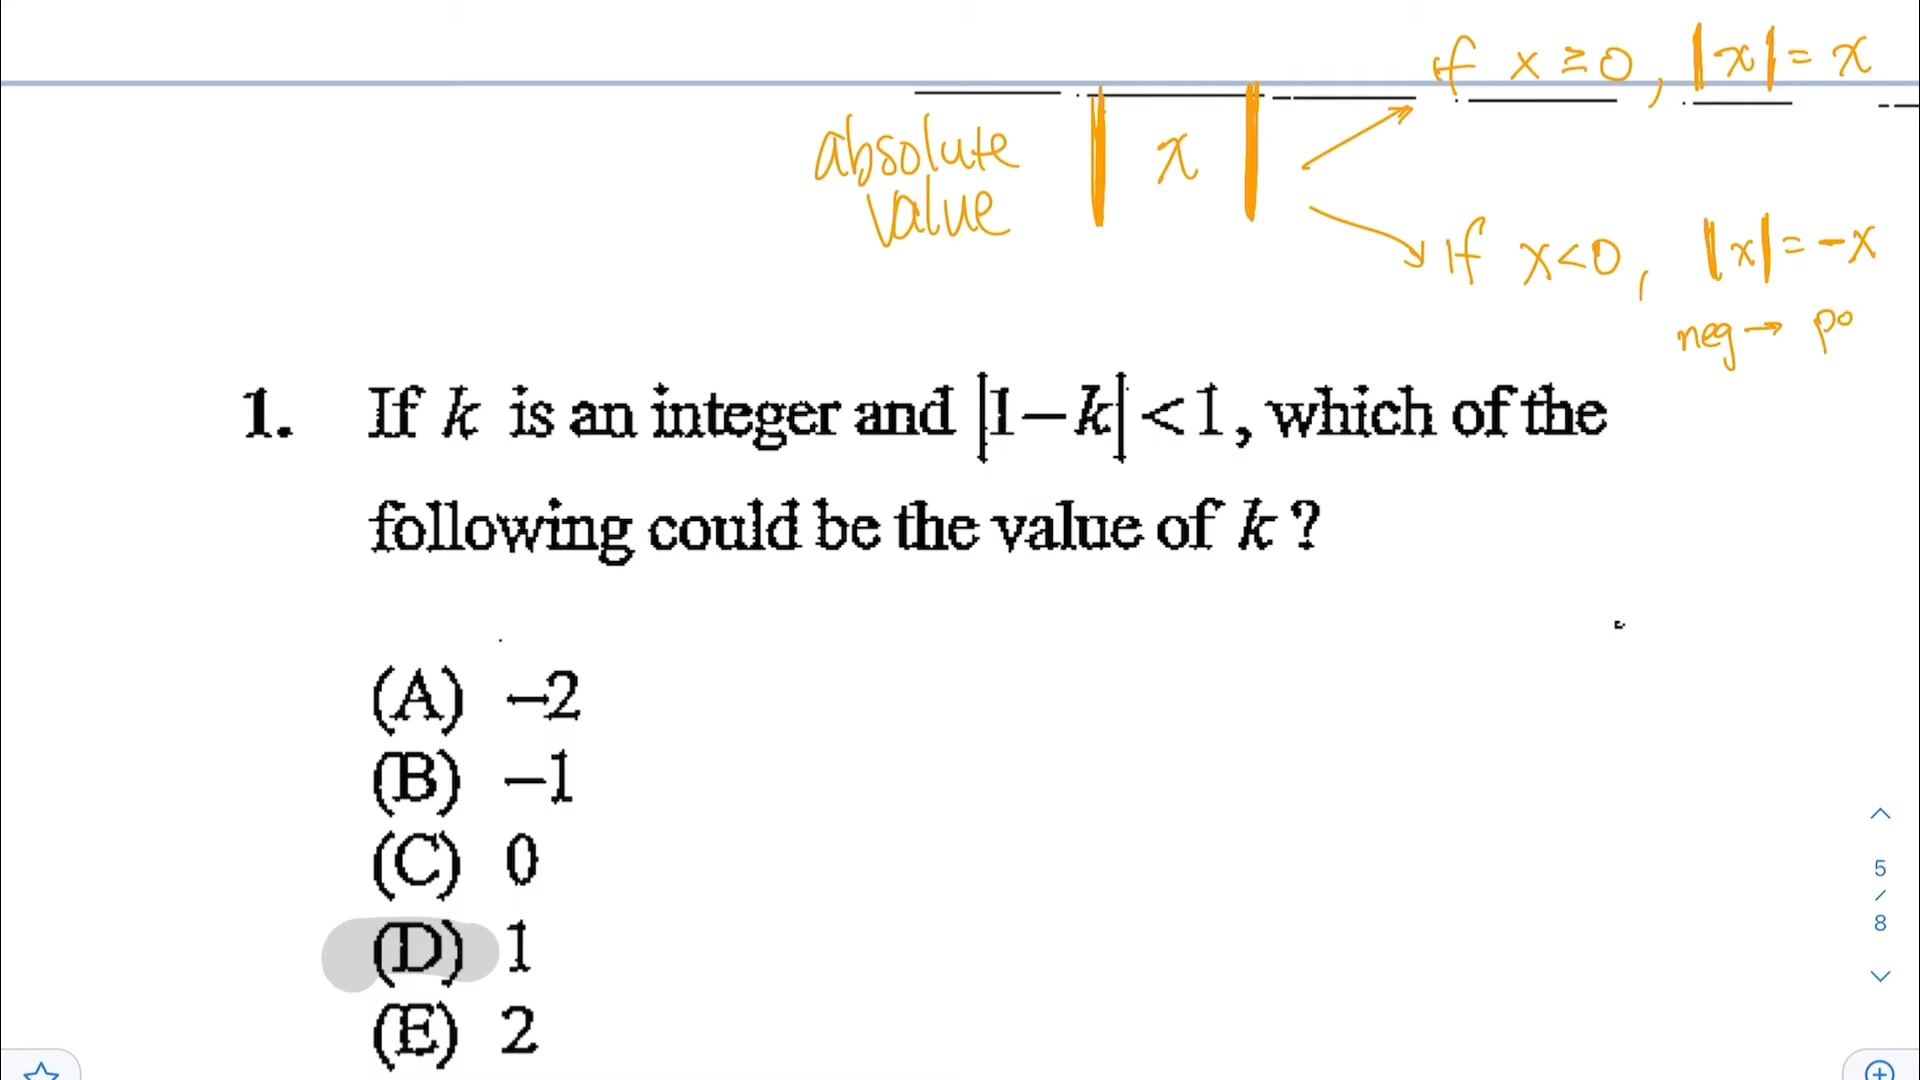 if x ≥ 0, |x| = x
absolute value |x|
If x<0, |x| = -x
neg → po
1. If k is an integer and |1−k| < 1, which of the
following could be the value of k ?
(A) −2
(B) −1
(C) 0
(D) 1
(E) 2
5
/
8